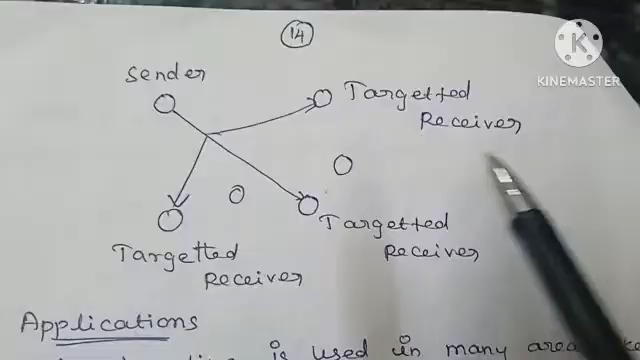 14
Sender
Targetted
Receiver
Targetted
Receiver
Targetted
Receiver
Applications
is used in many
KINEMASTER